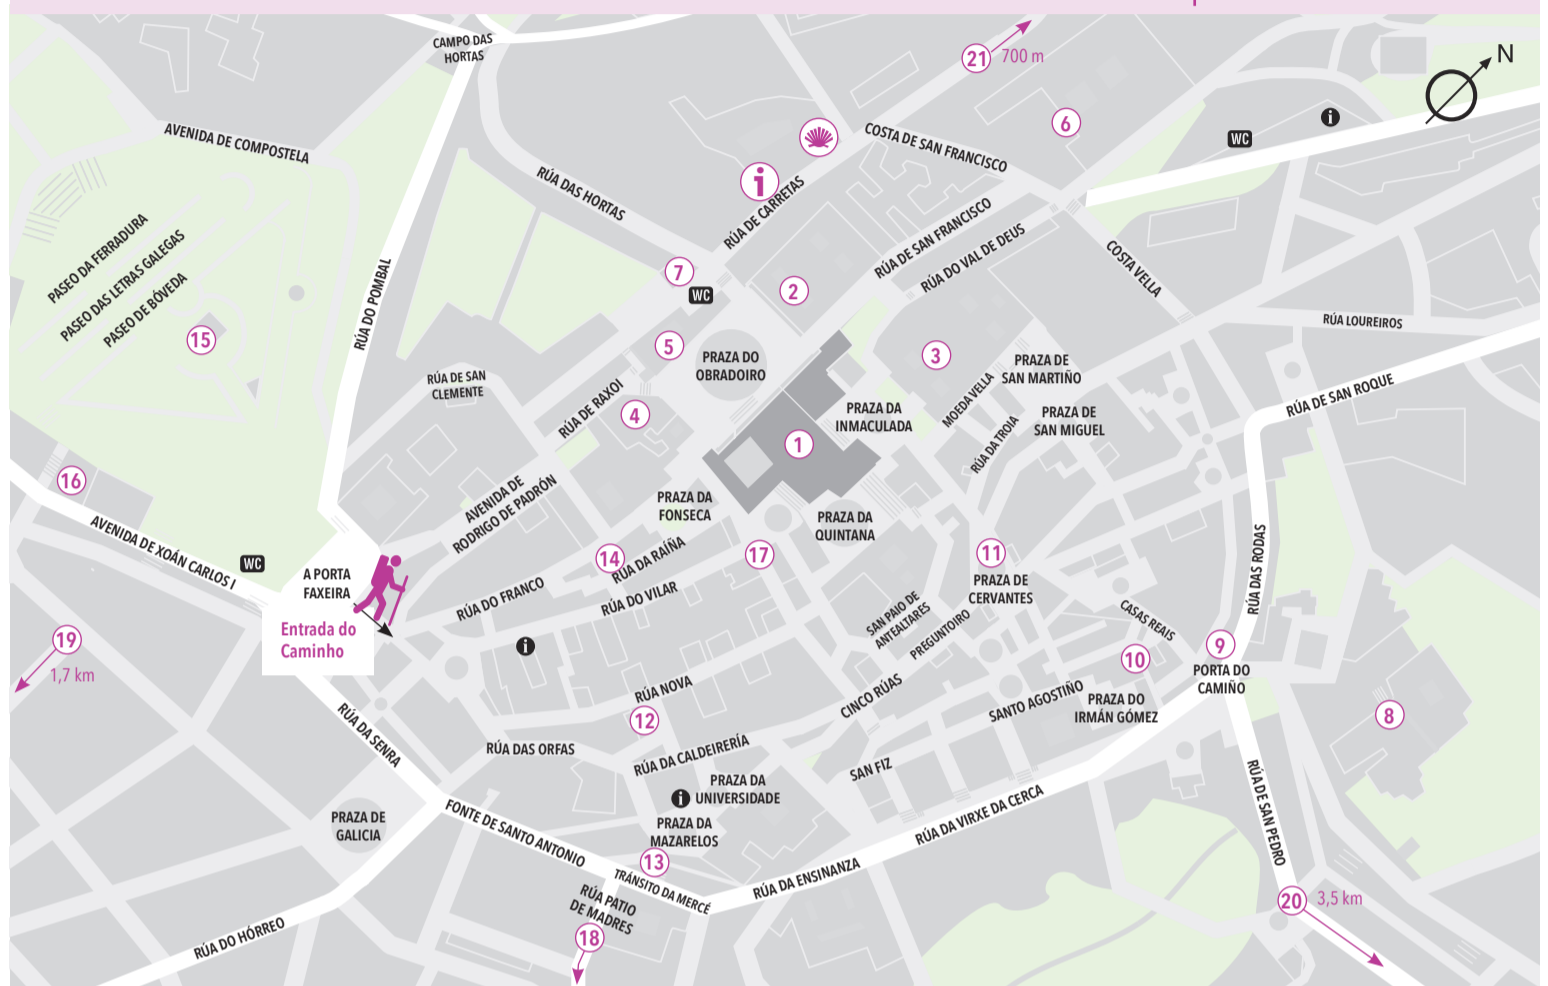 CAMPO DAS
HORTAS
21
700 m
N
6
i
WC
AVENIDA DE COMPOSTELA
COSTA DE SAN FRANCISCO
i
RÚA DAS HORTAS
RÚA DE CARRETAS
RÚA DE SAN FRANCISCO
RÚA DO VAL DE DEUS
COSTA VELLA
PASEO DA FERRADURA
PASEO DAS LETRAS GALEGAS
PASEO DE BÓVEDA
RÚA DO POMBAL
7
WC
2
15
5
PRAZA DO
OBRADOIRO
3
RÚA LOUREIROS
PRAZA DE
SAN MARTIÑO
RÚA DE SAN
CLEMENTE
RÚA DE RAXOI
4
PRAZA DA
INMACULADA
MOEDA VELLA
PRAZA DE
SAN MIGUEL
RÚA DE SAN ROQUE
1
RÚA DA TROIA
16
AVENIDA DE
RODRIGO DE PADRÓN
PRAZA DA
FONSECA
PRAZA DA
QUINTANA
AVENIDA DE XOÁN CARLOS I
WC
A PORTA
FAXEIRA
Entrada do
Caminho
14
RÚA DA RAÍÑA
17
11
PRAZA DE
CERVANTES
RÚA DAS RODAS
RÚA DO FRANCO
RÚA DO VILAR
SAN PAIO DE
ANTEALTARES
PREGUNTOIRO
CASAS REAIS
19
1,7 km
i
10
9
PORTA DO
CAMIÑO
RÚA NOVA
12
CINCO RÚAS
SANTO AGOSTIÑO
PRAZA DO
IRMÁN GÓMEZ
8
RÚA DA SENRA
RÚA DAS ORFAS
RÚA DA CALDEIRERÍA
SAN FIZ
PRAZA DA
UNIVERSIDADE
i
RÚA DE SAN PEDRO
PRAZA DE
GALICIA
FONTE DE SANTO ANTONIO
PRAZA DA
MAZARELOS
RÚA DA VIRXE DA CERCA
13
TRÁNSITO DA MERCÉ
RÚA DA ENSINANZA
RÚA PATIO
DE MADRES
20
3,5 km
RÚA DO HÓRREO
18